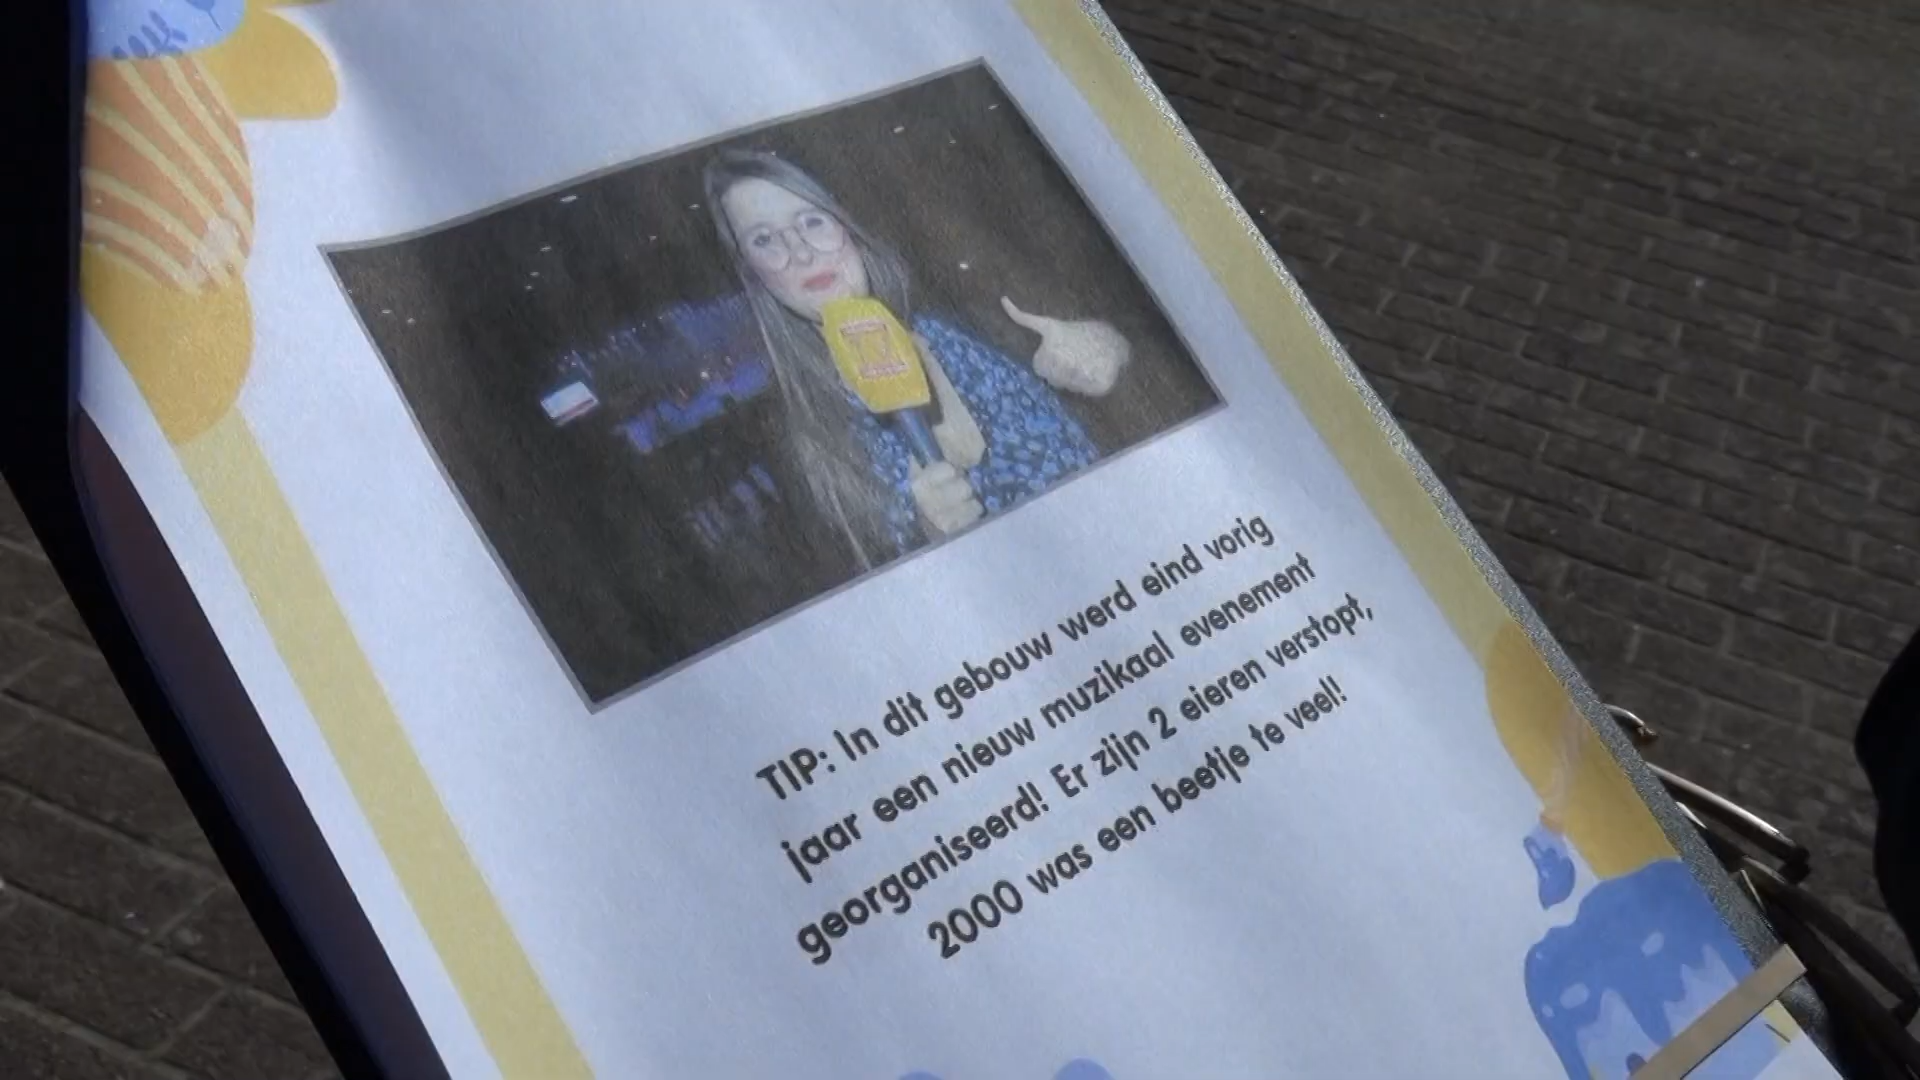 TIP: In dit gebouw werd eind vorig
jaar een nieuw muzikaal evenement
georganiseerd! Er zijn 2 eieren verstopt,
2000 was een beetje te veel!